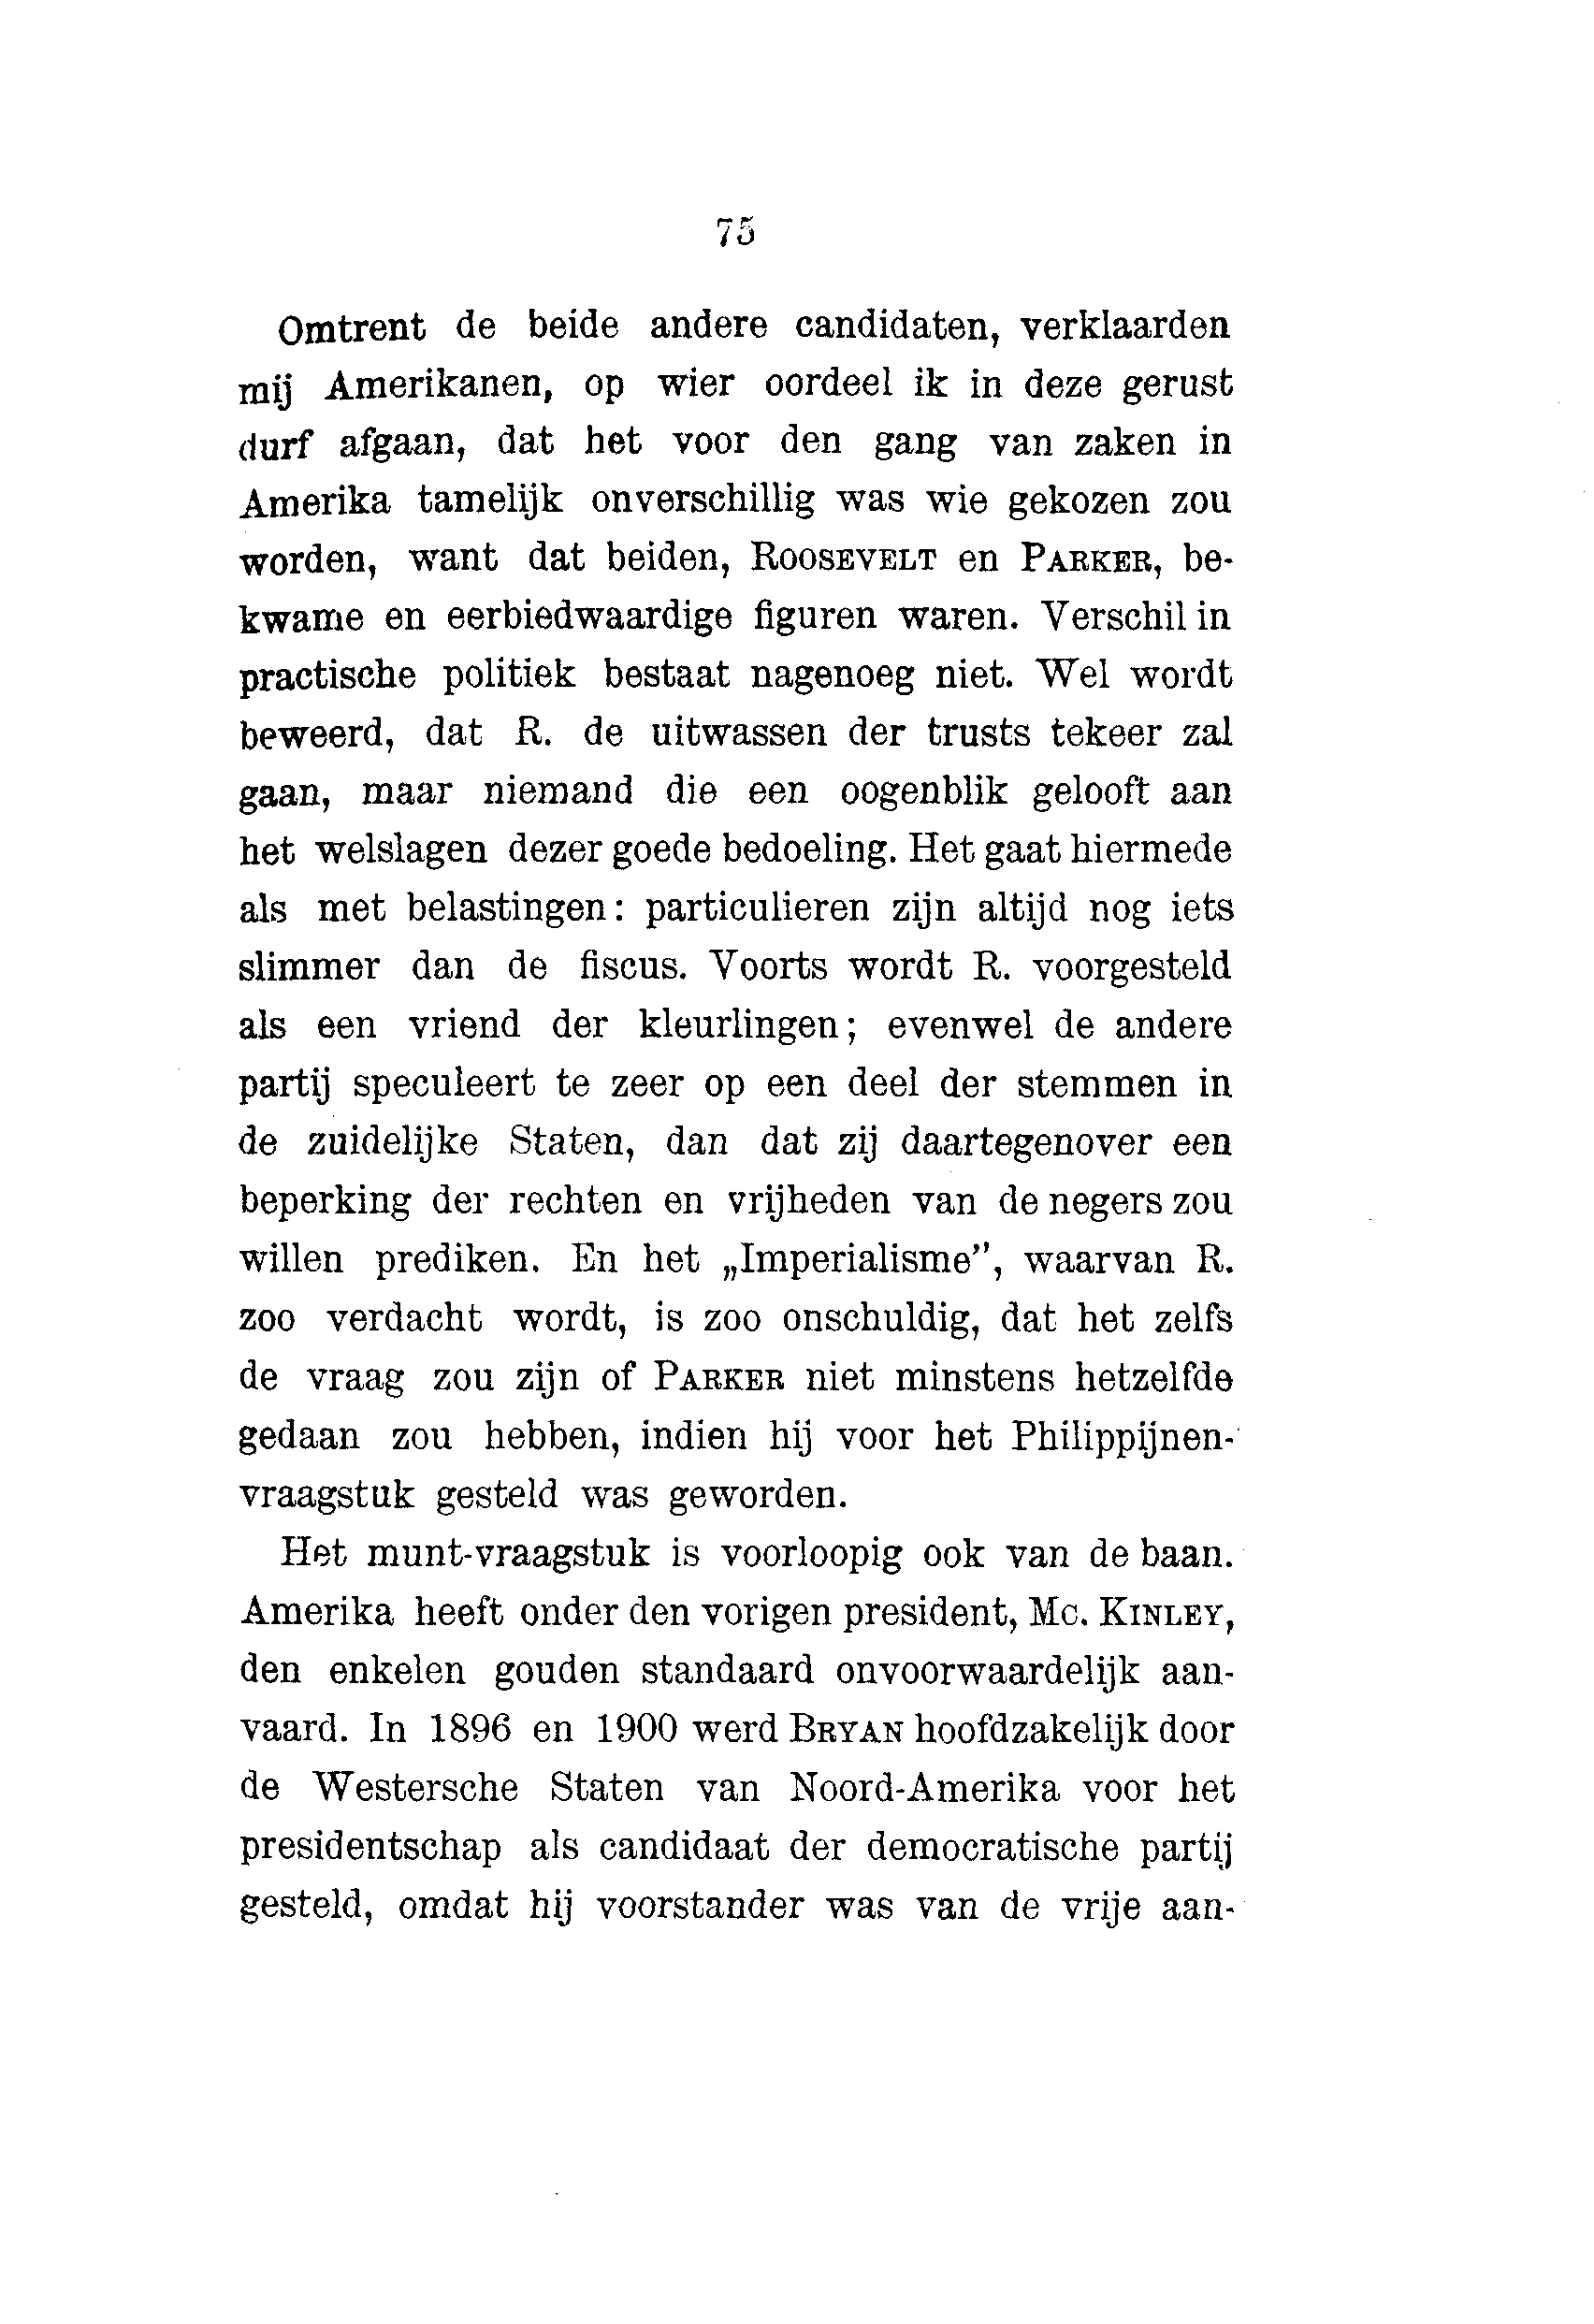 75
Omtrent de beide andere candidaten, verklaarden
mij Amerikanen, op wier oordeel ik in deze gerust
durf afgaan, dat het voor den gang van zaken in
Amerika tamelijk onverschillig was wie gekozen zou
worden, want dat beiden, ROOSEVELT en PARKER, be-
kwame en eerbiedwaardige figuren waren. Verschil in
practische politiek bestaat nagenoeg niet. Wel wordt
beweerd, dat R. de uitwassen der trusts tekeer zal
gaan, maar niemand die een oogenblik gelooft aan
het welslagen dezer goede bedoeling. Het gaat hiermede
als met belastingen: particulieren zijn altijd nog iets
slimmer dan de fiscus. Voorts wordt R. voorgesteld
als een vriend der kleurlingen; evenwel de andere
partij speculeert te zeer op een deel der stemmen in
de zuidelijke Staten, dan dat zij daartegenover een
beperking der rechten en vrijheden van de negers zou
willen prediken. En het „Imperialisme”, waarvan R.
zoo verdacht wordt, is zoo onschuldig, dat het zelfs
de vraag zou zijn of PARKER niet minstens hetzelfde
gedaan zou hebben, indien hij voor het Philippijnen-
vraagstuk gesteld was geworden.
Het munt-vraagstuk is voorloopig ook van de baan.
Amerika heeft onder den vorigen president, Mc. KINLEY,
den enkelen gouden standaard onvoorwaardelijk aan-
vaard. In 1896 en 1900 werd BRYAN hoofdzakelijk door
de Westersche Staten van Noord-Amerika voor het
presidentschap als candidaat der democratische partij
gesteld, omdat hij voorstander was van de vrije aan-